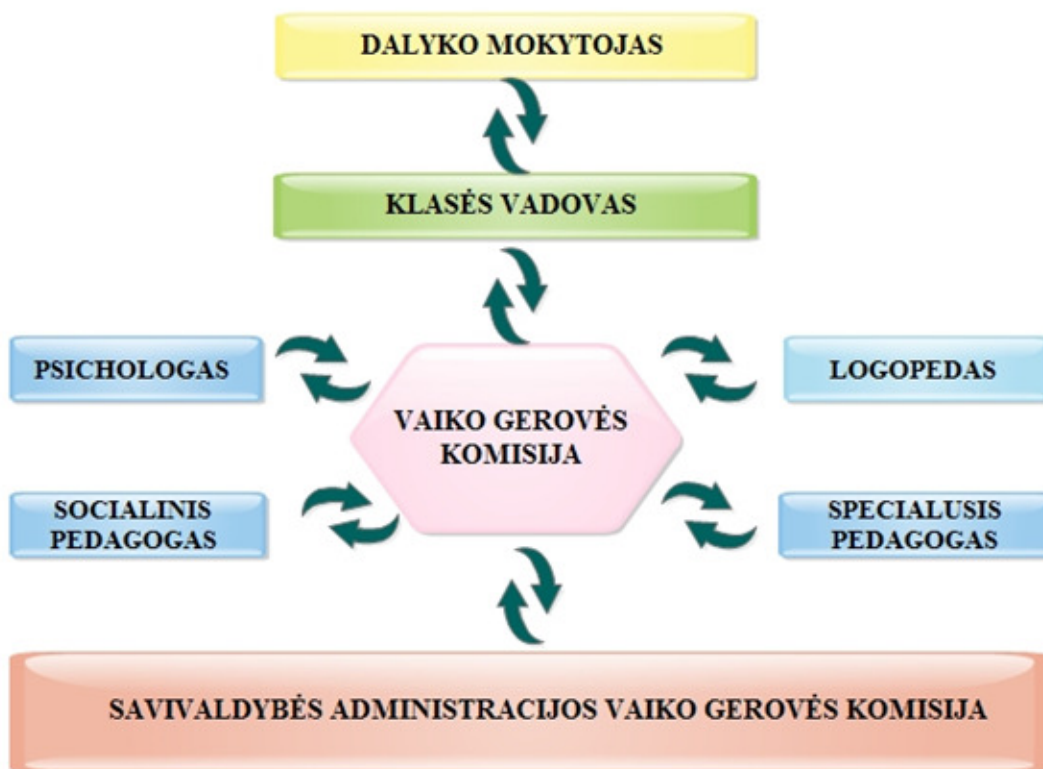 DALYKO MOKYTOJAS
KLASĖS VADOVAS
PSICHOLOGAS
LOGOPEDAS
VAIKO GEROVĖS
KOMISIJA
SOCIALINIS
PEDAGOGAS
SPECIALUSIS
PEDAGOGAS
SAVIVALDYBĖS ADMINISTRACIJOS VAIKO GEROVĖS KOMISIJA